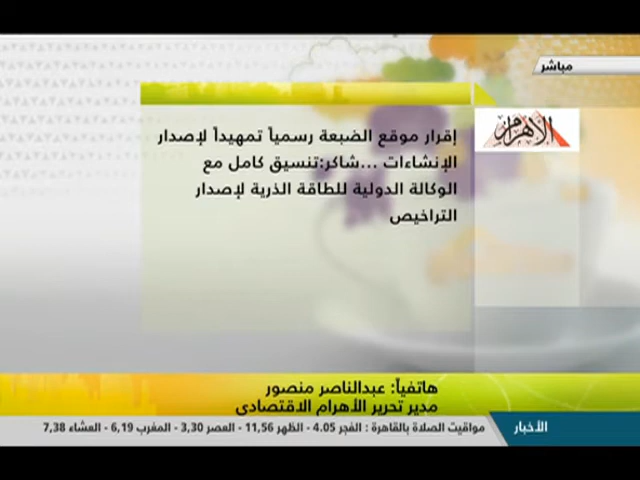 مباشر
الأهرام
إقرار موقع الضبعة رسمياً تمهيداً لإصدار
الإنشاءات ...شاكر:تنسيق كامل مع
الوكالة الدولية للطاقة الذرية لإصدار
التراخيص
هاتفياً: عبدالناصر منصور
مدير تحرير الأهرام الاقتصادى
الأخبار
مواقيت الصلاة بالقاهرة : الفجر 4.05 - الظهر 11,56 - العصر 3,30 - المغرب 6,19 - العشاء 7,38